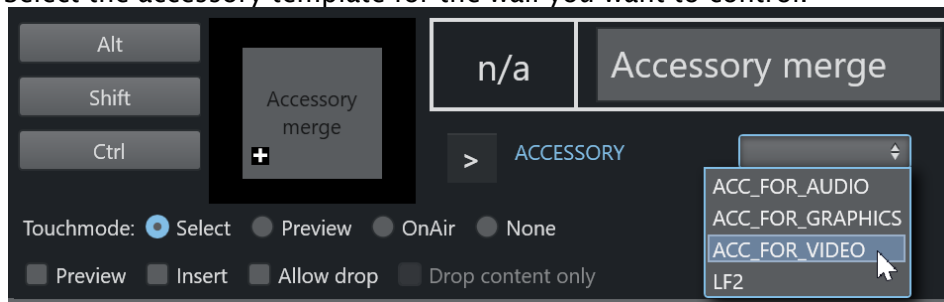 Select the accessory template for the wall you want to control.
Alt
Shift
Ctrl
Accessory
merge
n/a
Accessory merge
>
ACCESSORY
ACC_FOR_AUDIO
ACC_FOR_GRAPHICS
ACC_FOR_VIDEO
LF2
Touchmode: Select Preview OnAir None
Preview Insert Allow drop Drop content only